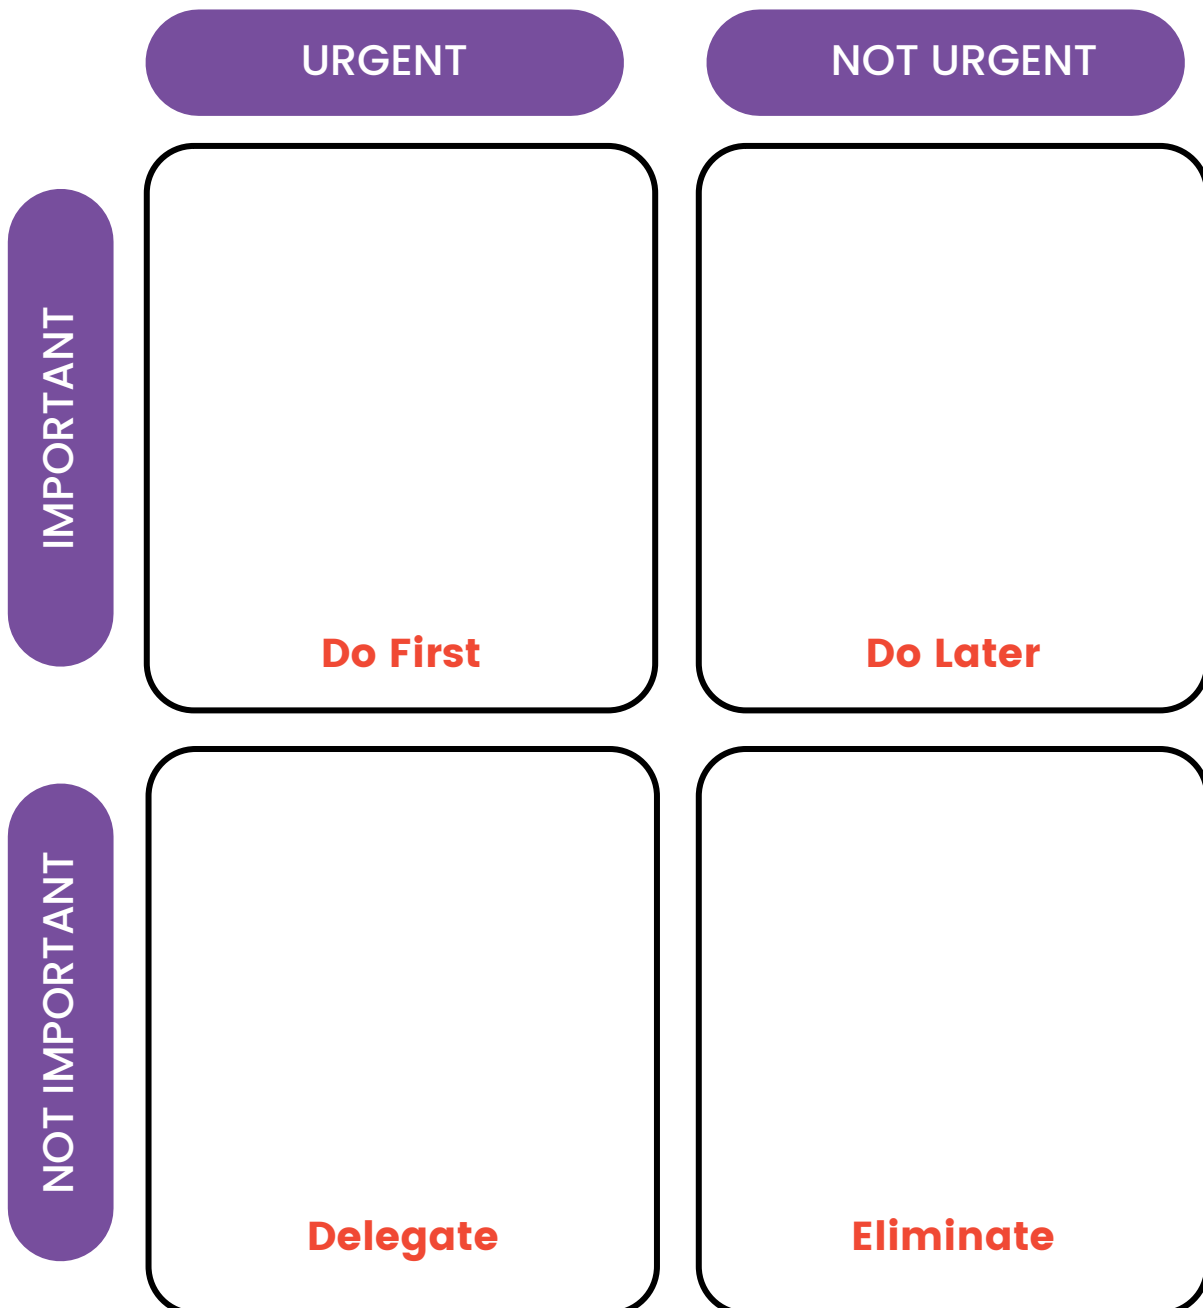 URGENT
NOT URGENT
IMPORTANT
Do First
Do Later
NOT IMPORTANT
Delegate
Eliminate